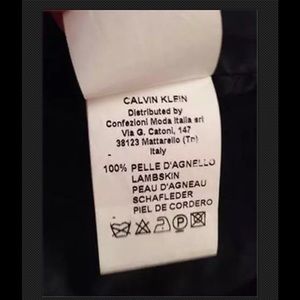 CALVIN KLEIN
Distributed by
Confezioni Moda Italia srl
Via G. Catoni, 147
38123 Mattarello (Tn)
Italy
100% PELLE D'AGNELLO
LAMBSKIN
PEAU D'AGNEAU
SCHAFLEDER
PIEL DE CORDERO